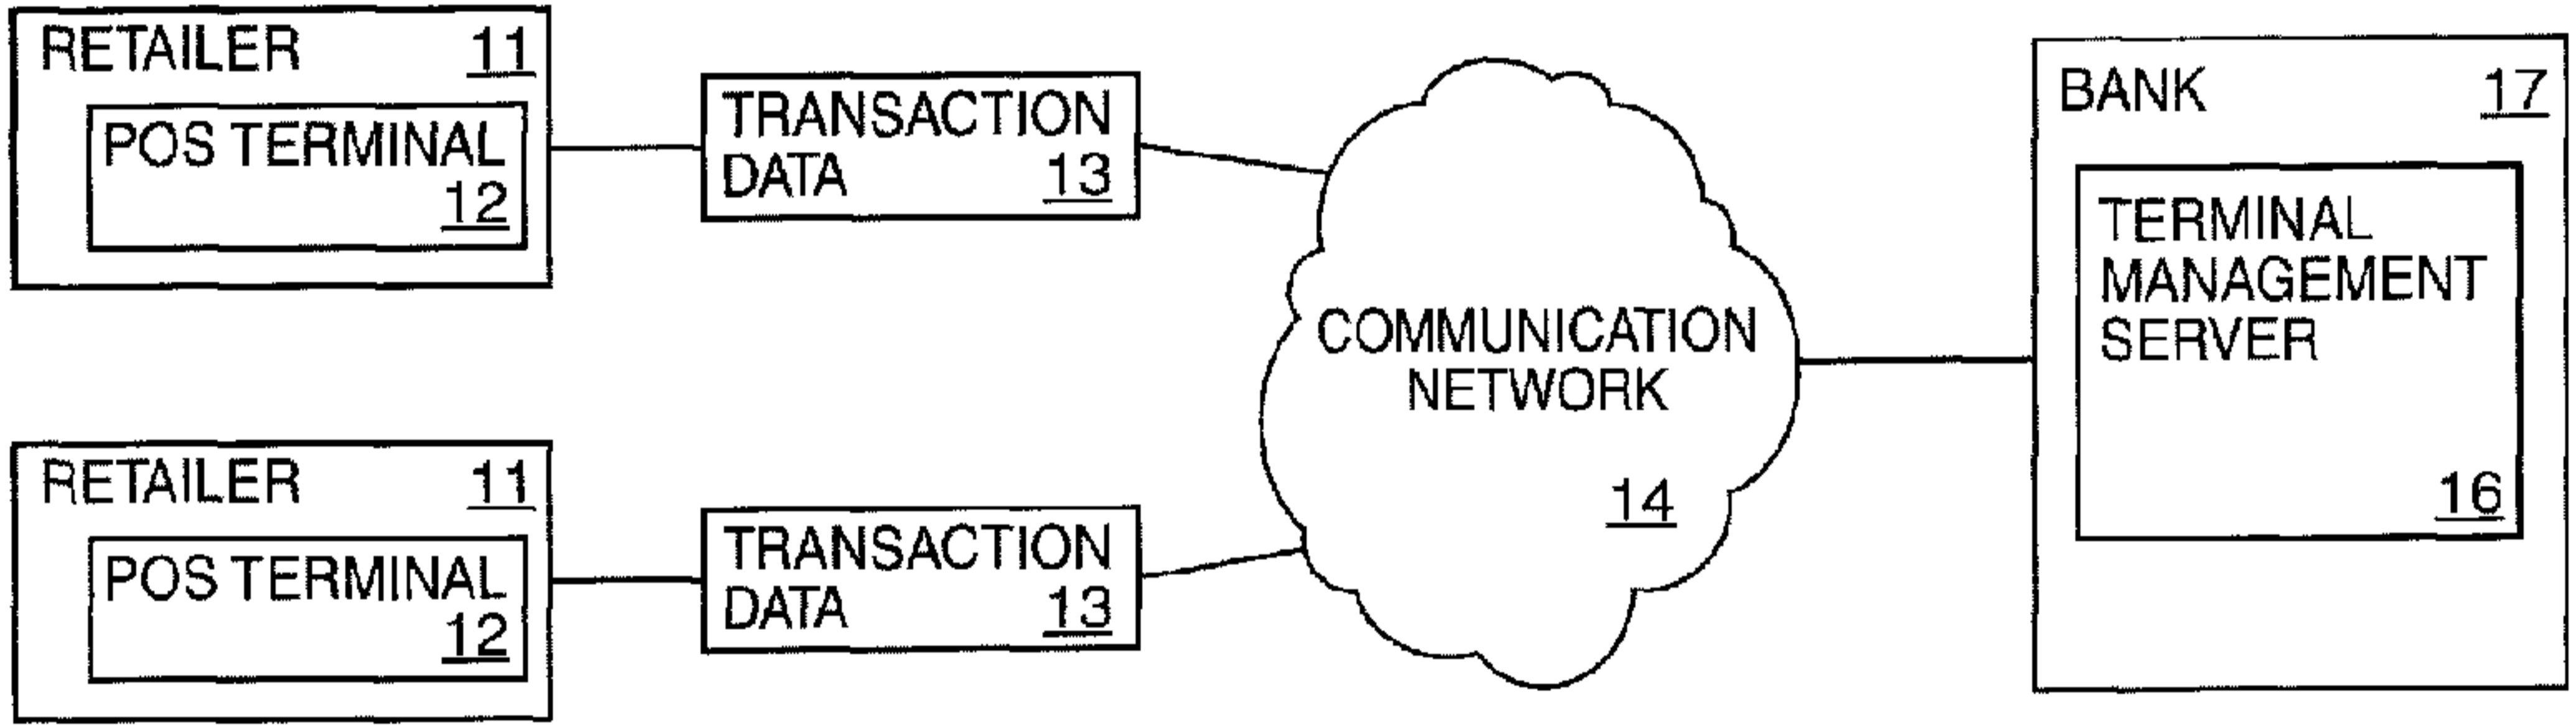 RETAILER 11
POS TERMINAL
12
TRANSACTION
DATA 13
RETAILER 11
POS TERMINAL
12
TRANSACTION
DATA 13
COMMUNICATION
NETWORK
14
BANK 17
TERMINAL
MANAGEMENT
SERVER
16